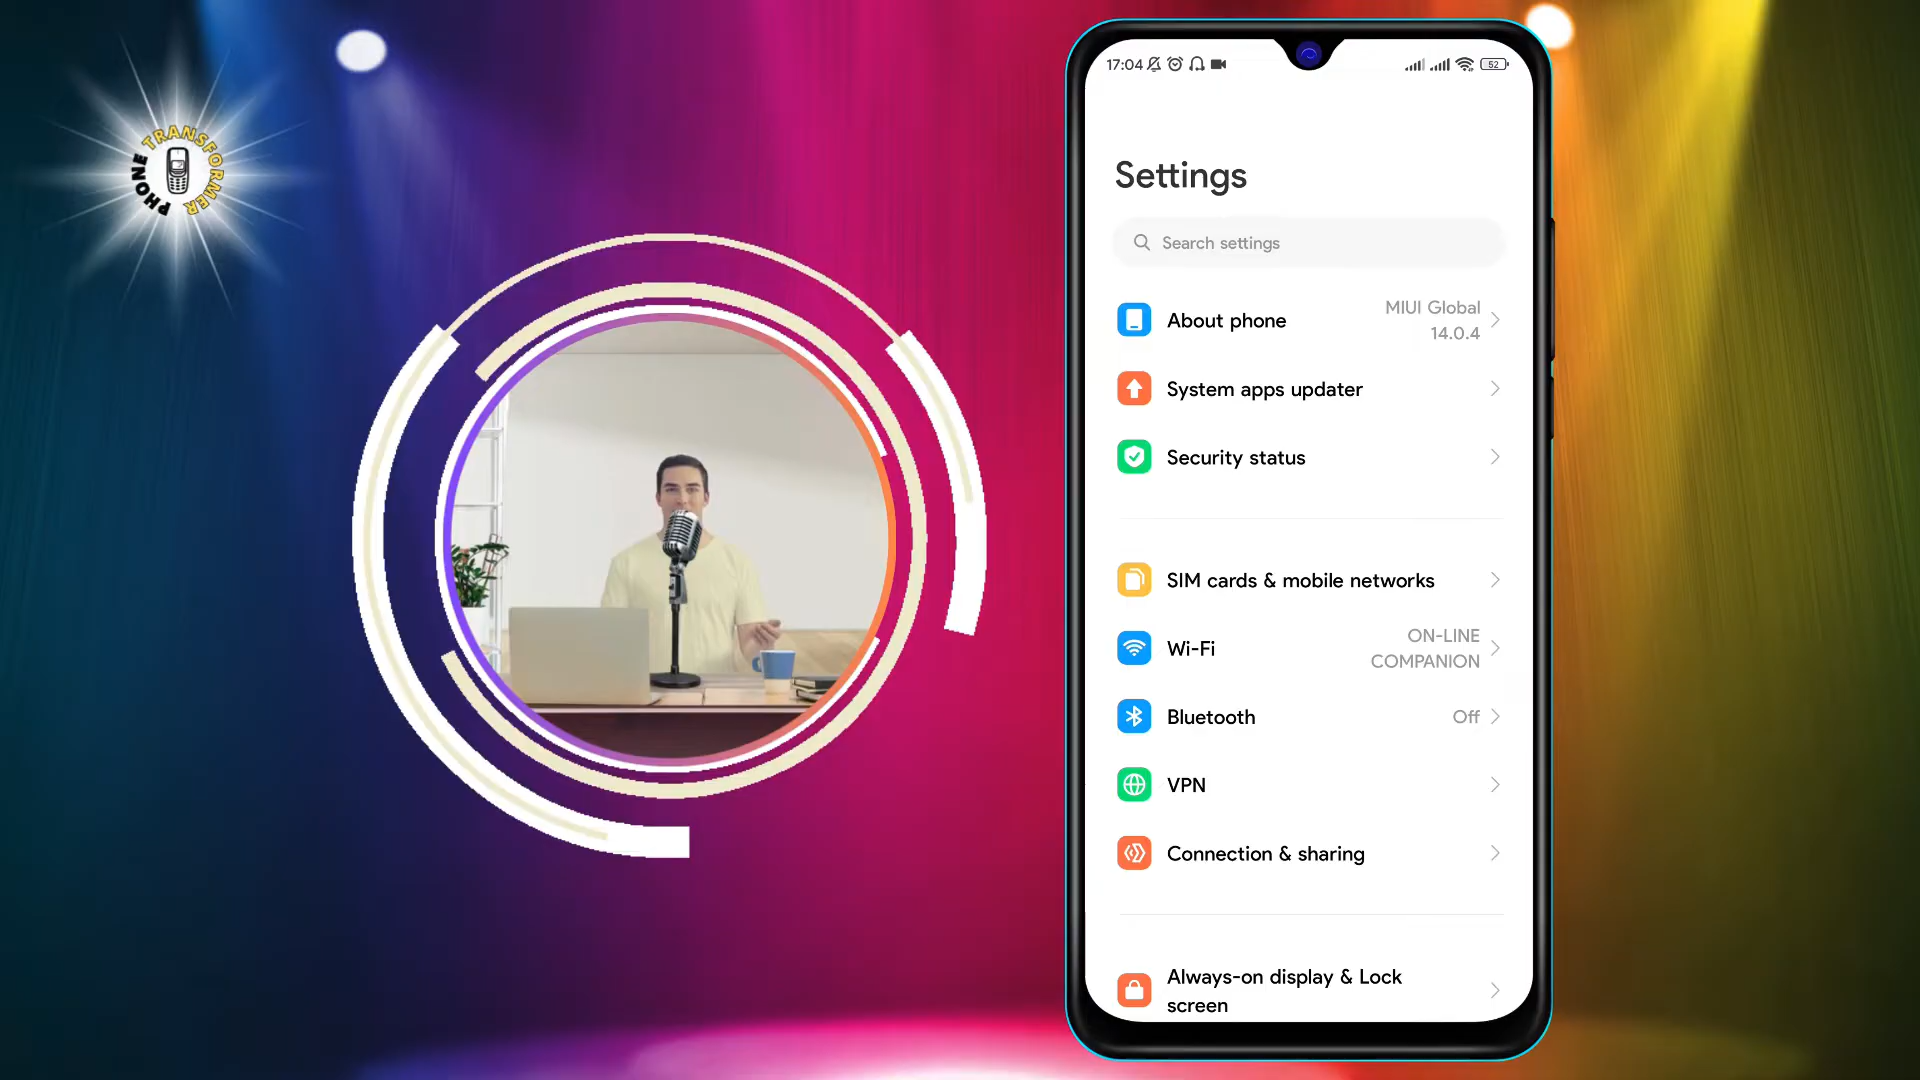 PHONE TRANSFORMER
17:04
52
Settings
Search settings
About phone
MIUI Global
14.0.4
System apps updater
Security status
SIM cards & mobile networks
Wi-Fi
ON-LINE
COMPANION
Bluetooth
Off
VPN
Connection & sharing
Always-on display & Lock
screen